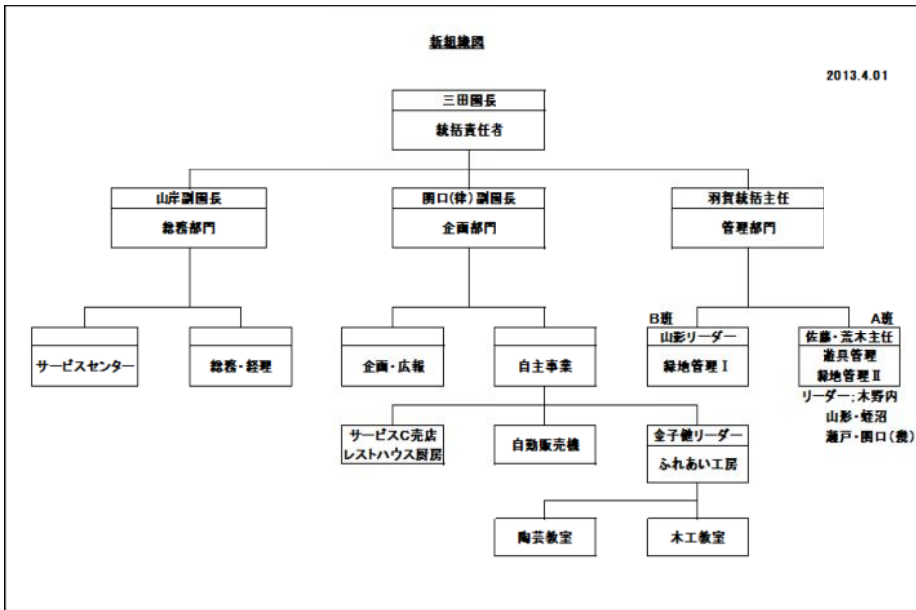 新組織図
2013.4.01
三田園長
統括責任者
山岸副園長
総務部門
関口(律)副園長
企画部門
羽賀統括主任
管理部門
サービスセンター
総務・経理
企画・広報
自主事業
B班
山影リーダー
緑地管理Ⅰ
A班
佐藤・荒木主任
遊具管理
緑地管理Ⅱ
リーダー;木野内
山形・蛭沼
瀬戸・関口(
サービスC売店
レストハウス厨房
自動販売機
金子健リーダー
ふれあい工房
陶芸教室
木工教室